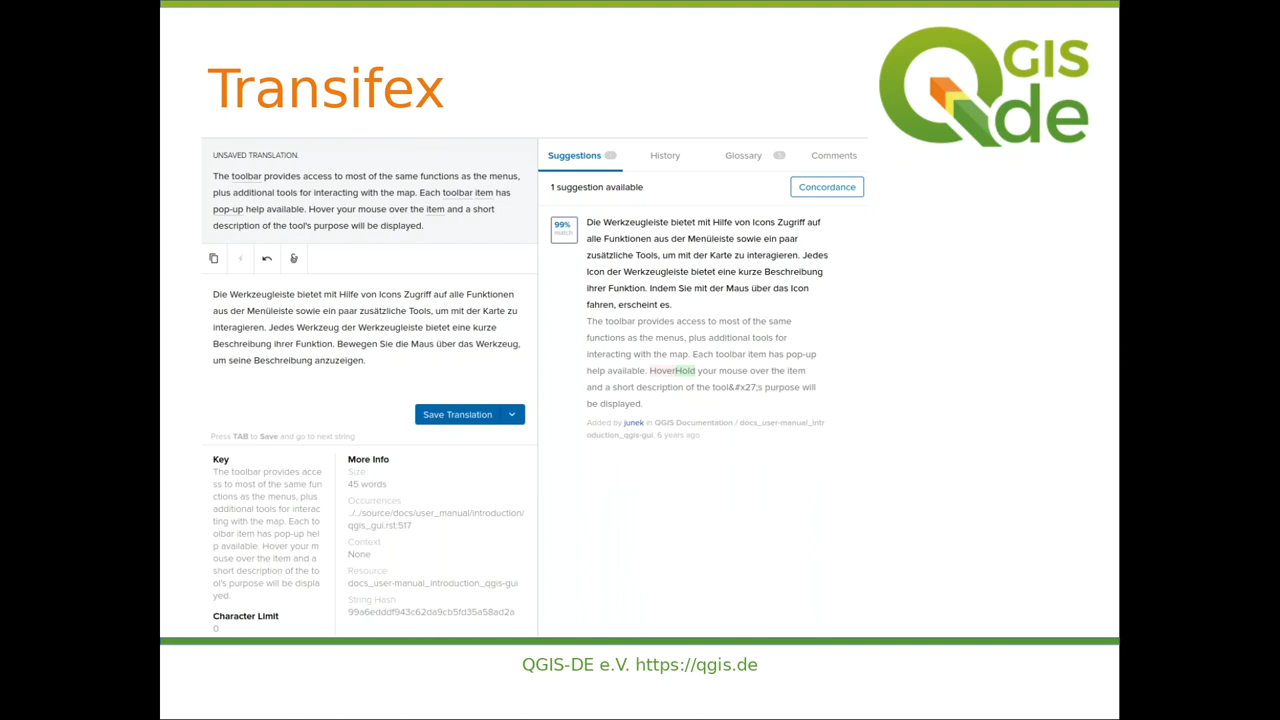 Transifex
QGIS
de
UNSAVED TRANSLATION.
The toolbar provides access to most of the same functions as the menus,
plus additional tools for interacting with the map. Each toolbar item has
pop-up help available. Hover your mouse over the item and a short
description of the tool's purpose will be displayed.
Die Werkzeugleiste bietet mit Hilfe von Icons Zugriff auf alle Funktionen
aus der Menüleiste sowie ein paar zusätzliche Tools, um mit der Karte zu
interagieren. Jedes Werkzeug der Werkzeugleiste bietet eine kurze
Beschreibung ihrer Funktion. Bewegen Sie die Maus über das Werkzeug,
um seine Beschreibung anzuzeigen.
Save Translation
Press TAB to Save and go to next string
Key
The toolbar provides acce
ss to most of the same fun
ctions as the menus, plus
additional tools for interac
ting with the map. Each to
olbar item has pop-up hel
p available. Hover your m
ouse over the item and a
short description of the to
ol's purpose will be displa
yed.
Character Limit
0
More Info
Size
45 words
Occurrences
../../source/docs/user_manual/introduction/
qgis_gui.rst:517
Context
None
Resource
docs_user-manual_introduction_qgis-gui
String Hash
99a6edddf943c62da9cb5fd35a58ad2a
Suggestions
History
Glossary
Comments
1 suggestion available
Concordance
99%
match
Die Werkzeugleiste bietet mit Hilfe von Icons Zugriff auf
alle Funktionen aus der Menüleiste sowie ein paar
zusätzliche Tools, um mit der Karte zu interagieren. Jedes
Icon der Werkzeugleiste bietet eine kurze Beschreibung
ihrer Funktion. Indem Sie mit der Maus über das Icon
fahren, erscheint es.
The toolbar provides access to most of the same
functions as the menus, plus additional tools for
interacting with the map. Each toolbar item has pop-up
help available. HoverHold your mouse over the item
and a short description of the tool&#x27;s purpose will
be displayed.
Added by junek in QGIS Documentation / docs_user-manual_intr
oduction_qgis-gui. 6 years ago
QGIS-DE e.V. https://qgis.de